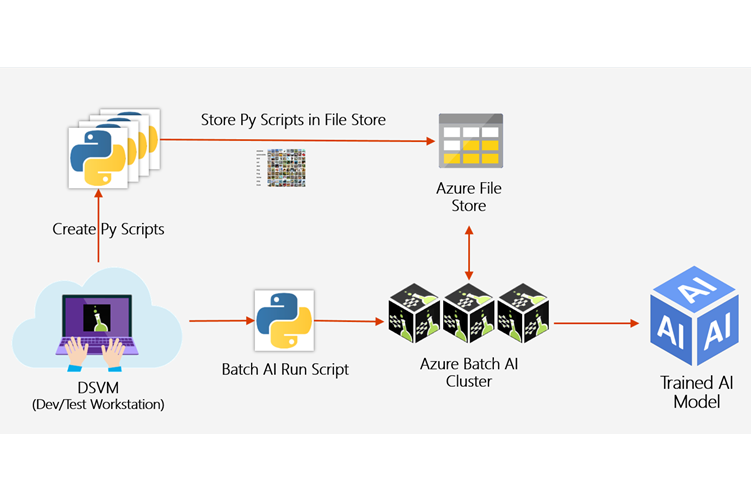 Store Py Scripts in File Store
Azure File
Store
Create Py Scripts
Batch AI Run Script
Azure Batch AI
Cluster
DSVM
(Dev/Test Workstation)
AI
AI
AI
Trained AI
Model